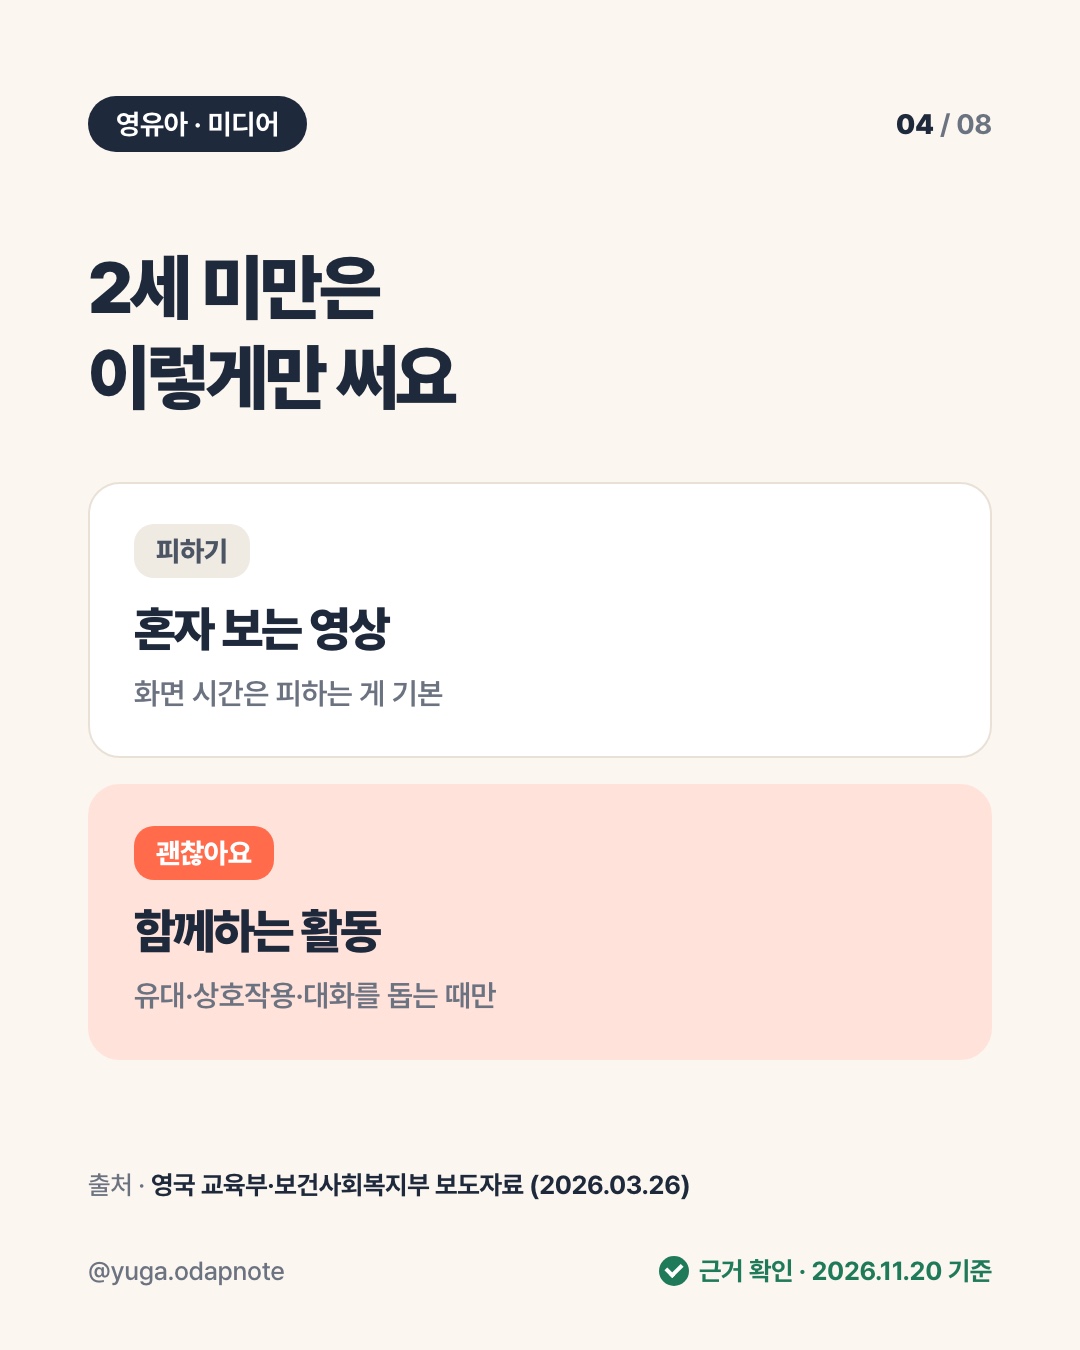 영유아 · 미디어
04 / 08
2세 미만은
이렇게만 써요
피하기
혼자 보는 영상
화면 시간은 피하는 게 기본
괜찮아요
함께하는 활동
유대·상호작용·대화를 돕는 때만
출처 · 영국 교육부·보건사회복지부 보도자료 (2026.03.26)
@yuga.odapnote
근거 확인 · 2026.11.20 기준